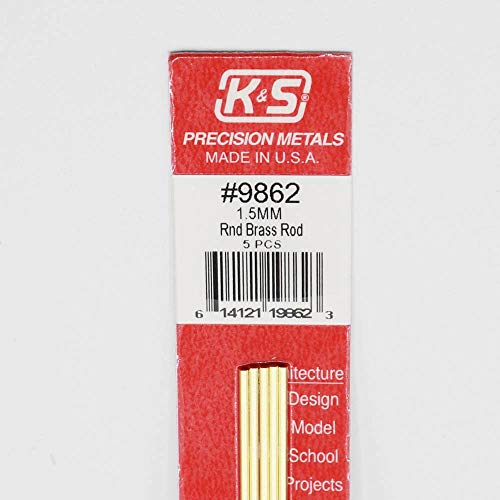 K&S®
PRECISION METALS
MADE IN U.S.A.
#9862
1.5MM
Rnd Brass Rod
5 PCS
6 14121 19862 3
itecture
Design
Model
School
Projects